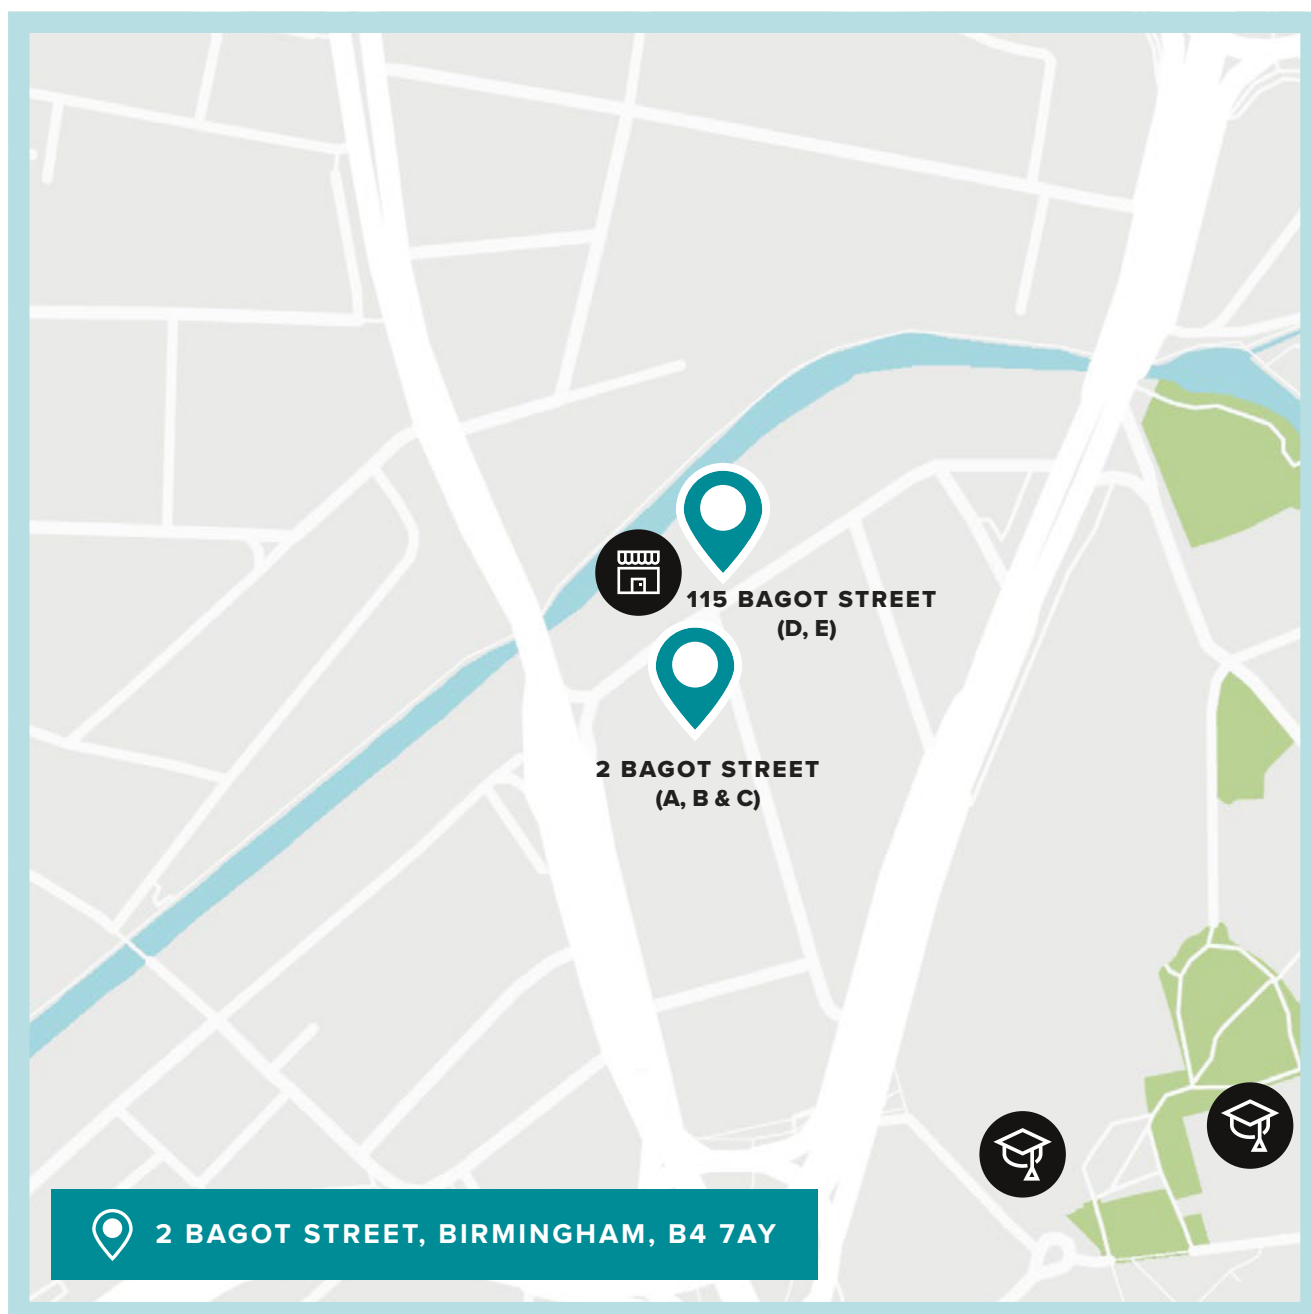 115 BAGOT STREET
(D, E)
2 BAGOT STREET
(A, B & C)
2 BAGOT STREET, BIRMINGHAM, B4 7AY